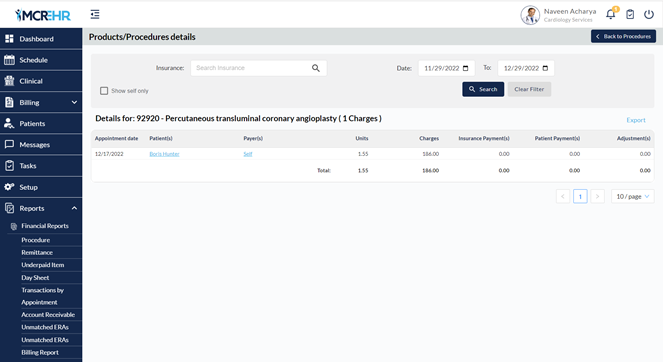 MCREHR
Naveen Acharya
Cardiology Services
8
Dashboard
Schedule
Clinical
Billing
Patients
Messages
Tasks
Setup
Reports
Financial Reports
Procedure
Remittance
Underpaid Item
Day Sheet
Transactions by
Appointment
Account Receivable
Unmatched ERAs
Unmatched ERAs
Billing Report
Products/Procedures details
Back to Procedures
Insurance: Search Insurance Date: 11/29/2022 To: 12/29/2022
Show self only Search Clear Filter
Details for: 92920 - Percutaneous transluminal coronary angioplasty ( 1 Charges )
Export
Appointment date Patient(s) Payer(s) Units Charges Insurance Payment(s) Patient Payment(s) Adjustment(s)
12/17/2022 Boris Hunter Self 1.55 186.00 0.00 0.00 0.00
Total: 1.55 186.00 0.00 0.00 0.00
1 10 / page